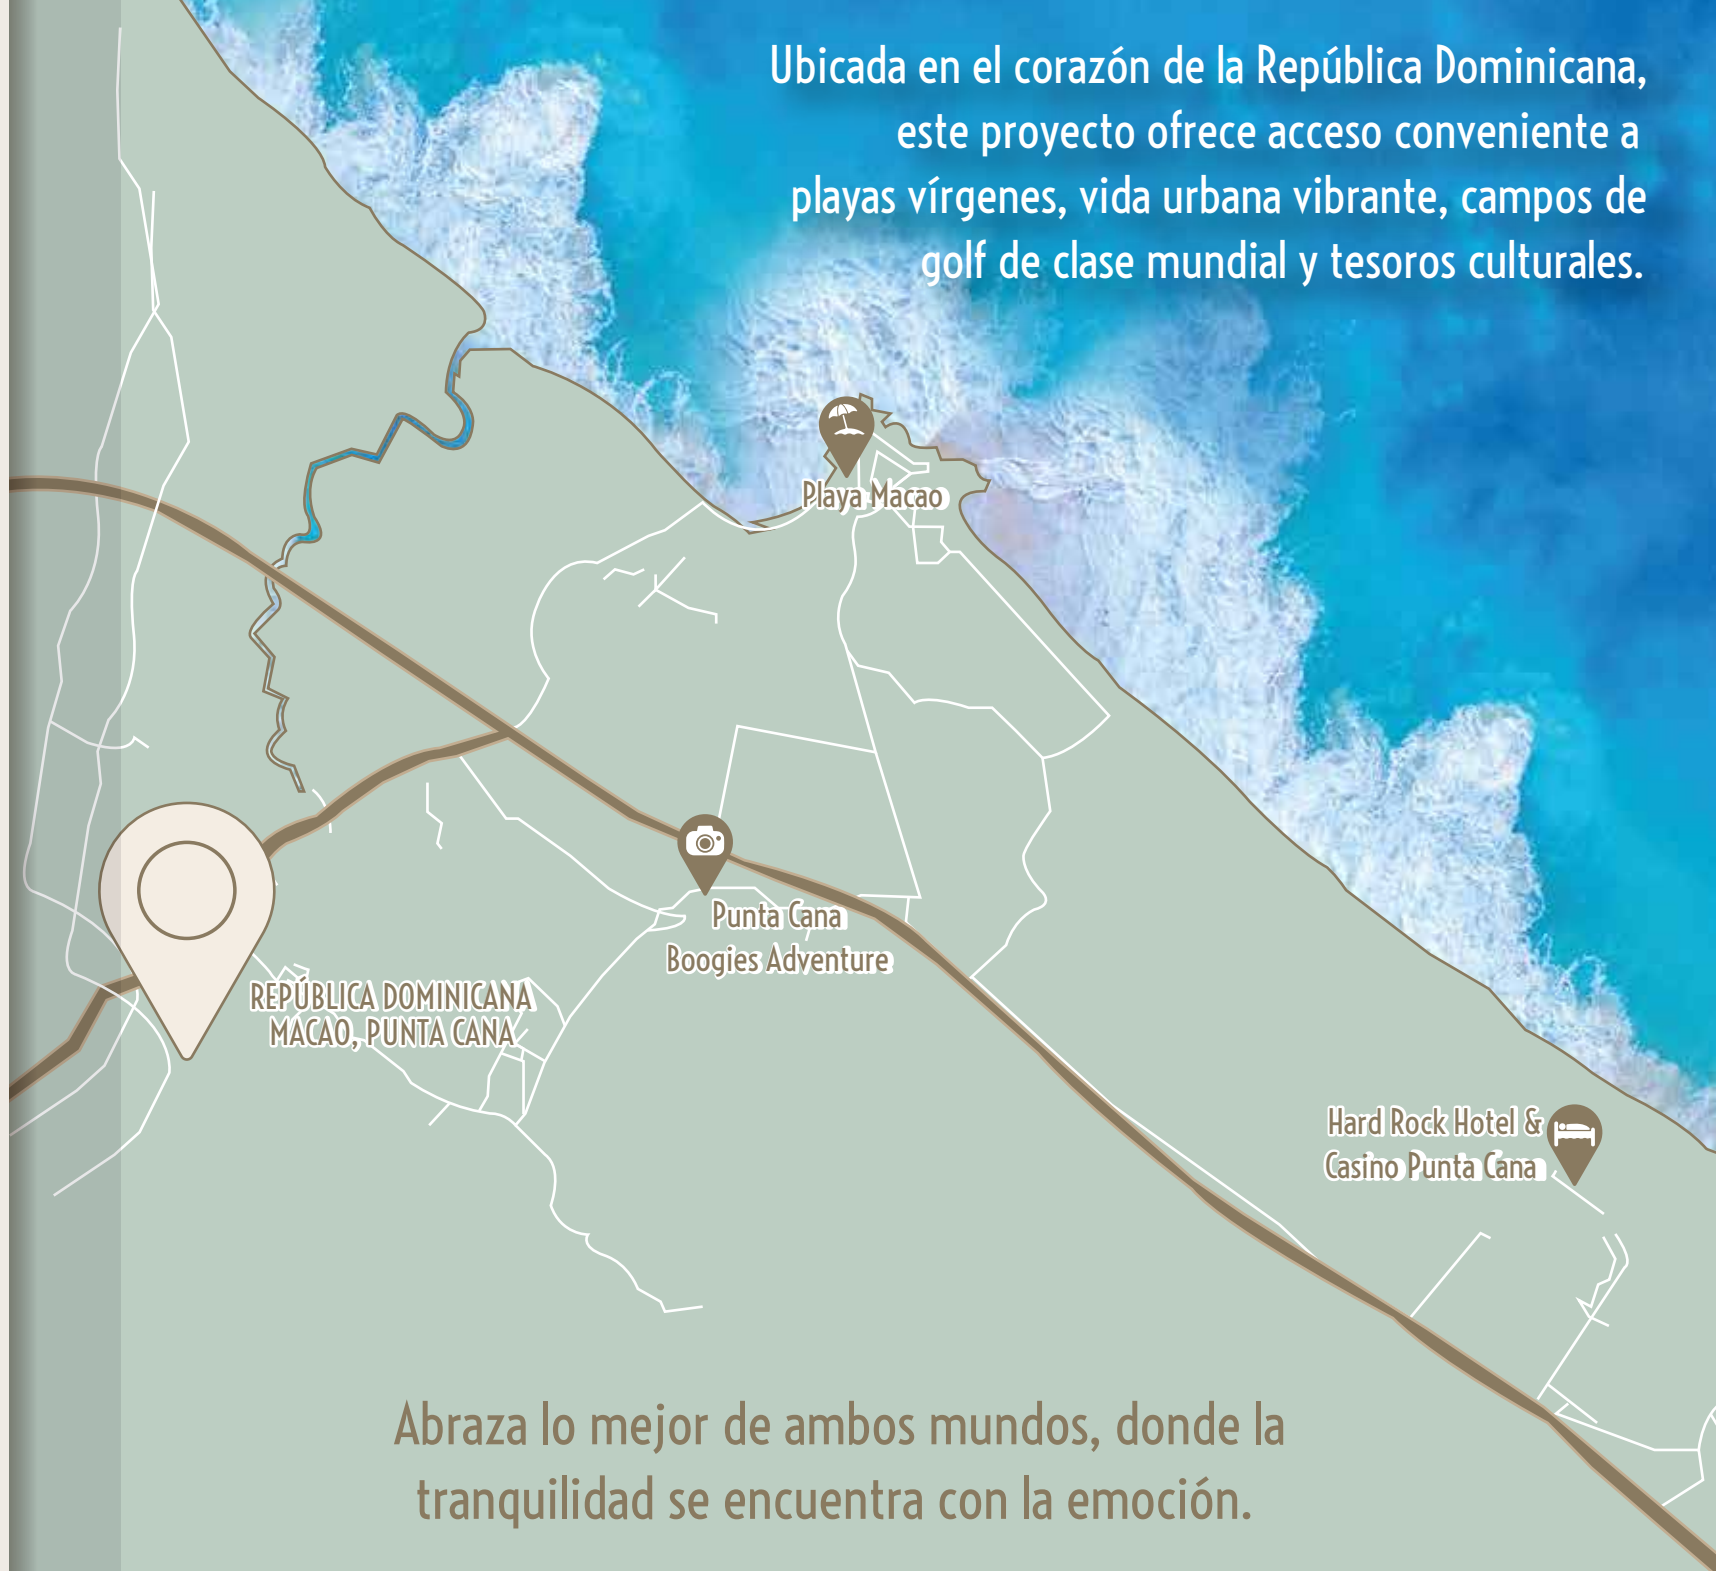 Ubicada en el corazón de la República Dominicana,
este proyecto ofrece acceso conveniente a
playas vírgenes, vida urbana vibrante, campos de
golf de clase mundial y tesoros culturales.
Playa Macao
Punta Cana
Boogies Adventure
REPÚBLICA DOMINICANA
MACAO, PUNTA CANA
Hard Rock Hotel &
Casino Punta Cana
Abraza lo mejor de ambos mundos, donde la
tranquilidad se encuentra con la emoción.